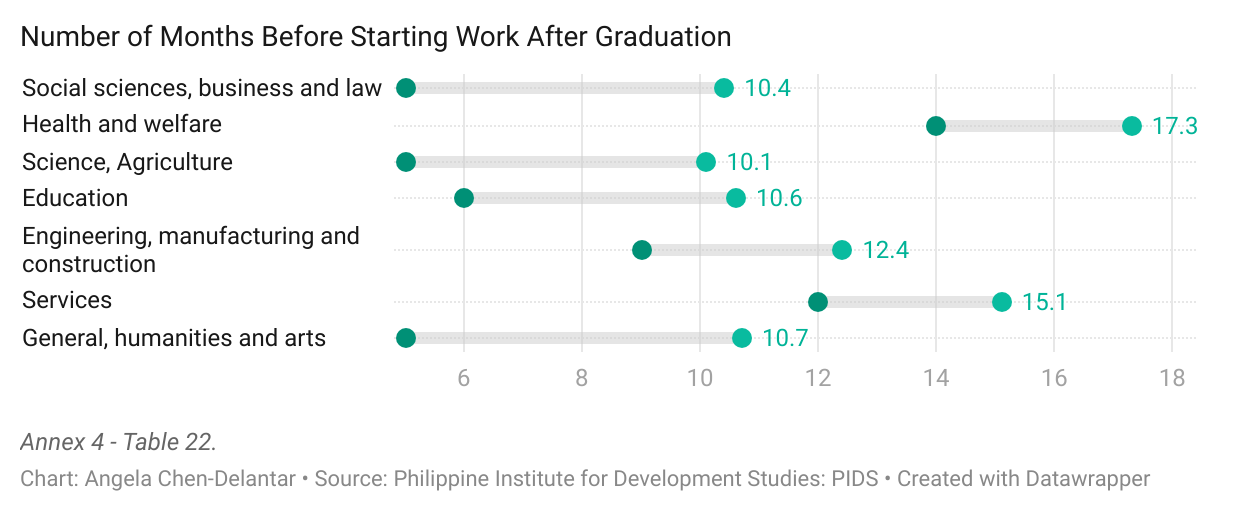 Number of Months Before Starting Work After Graduation
Social sciences, business and law 10.4
Health and welfare 17.3
Science, Agriculture 10.1
Education 10.6
Engineering, manufacturing and
construction 12.4
Services 15.1
General, humanities and arts 10.7
6 8 10 12 14 16 18
Annex 4 - Table 22.
Chart: Angela Chen-Delantar • Source: Philippine Institute for Development Studies: PIDS • Created with Datawrapper